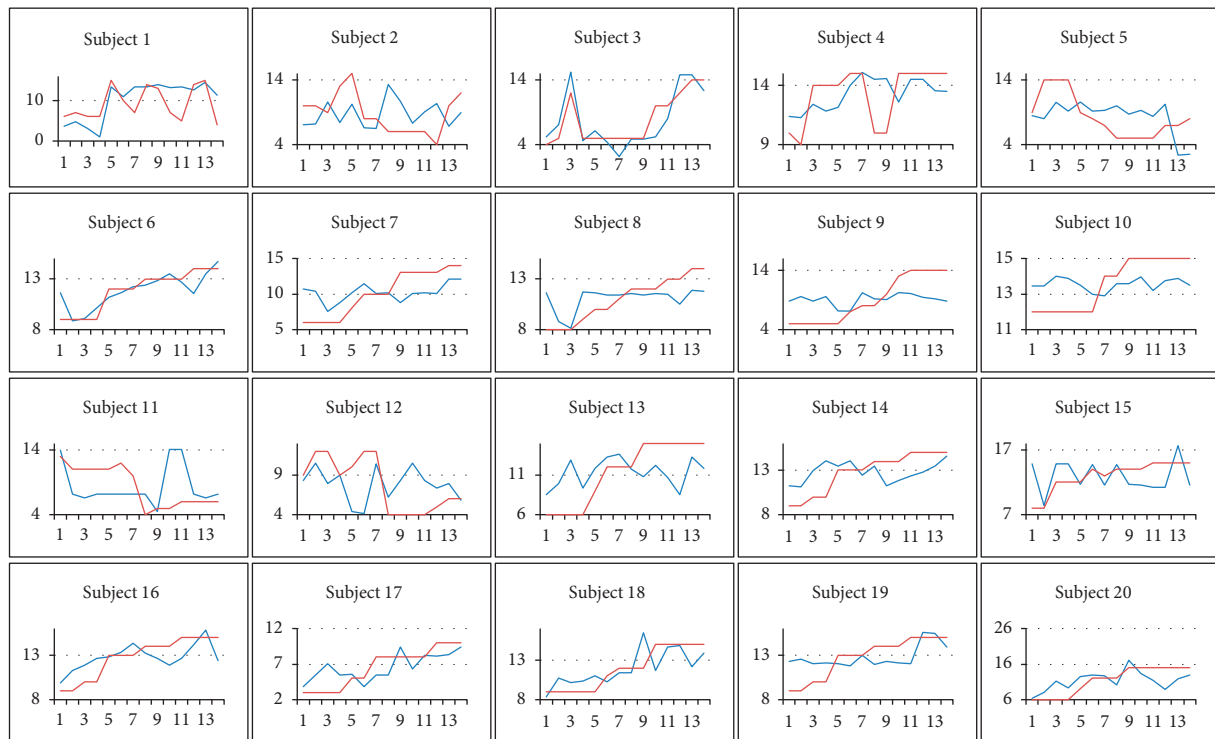 Subject 1
10
0
1 3 5 7 9 11 13
Subject 2
14
4
1 3 5 7 9 11 13
Subject 3
14
4
1 3 5 7 9 11 13
Subject 4
14
9
1 3 5 7 9 11 13
Subject 5
14
4
1 3 5 7 9 11 13
Subject 6
13
8
1 3 5 7 9 11 13
Subject 7
15
10
5
1 3 5 7 9 11 13
Subject 8
13
8
1 3 5 7 9 11 13
Subject 9
14
4
1 3 5 7 9 11 13
Subject 10
15
13
11
1 3 5 7 9 11 13
Subject 11
14
4
1 3 5 7 9 11 13
Subject 12
9
4
1 3 5 7 9 11 13
Subject 13
11
6
1 3 5 7 9 11 13
Subject 14
13
8
1 3 5 7 9 11 13
Subject 15
17
7
1 3 5 7 9 11 13
Subject 16
13
8
1 3 5 7 9 11 13
Subject 17
12
7
2
1 3 5 7 9 11 13
Subject 18
13
8
1 3 5 7 9 11 13
Subject 19
13
8
1 3 5 7 9 11 13
Subject 20
26
16
6
1 3 5 7 9 11 13